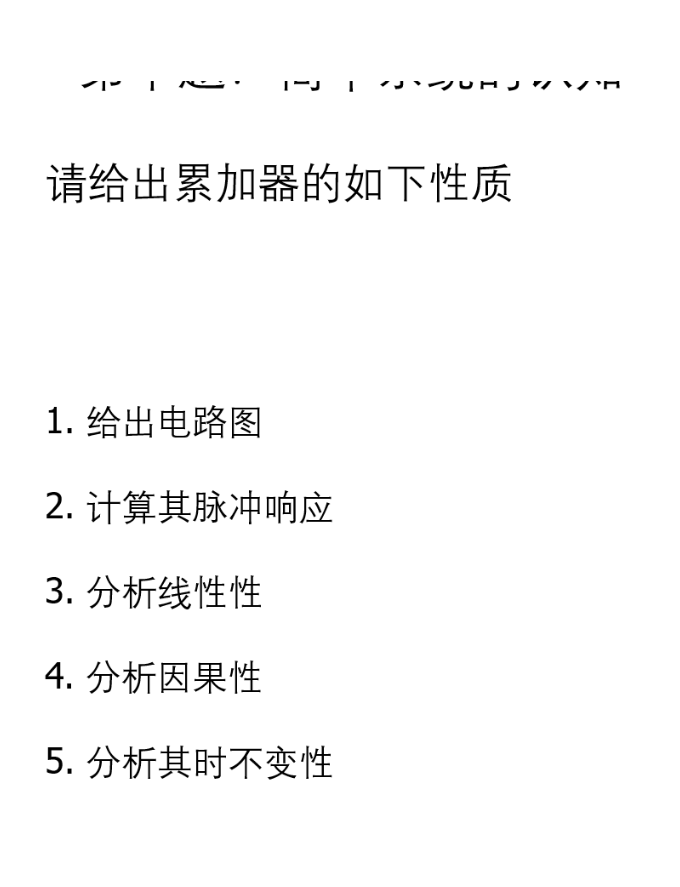 请给出累加器的如下性质
1. 给出电路图
2. 计算其脉冲响应
3. 分析线性性
4. 分析因果性
5. 分析其时不变性